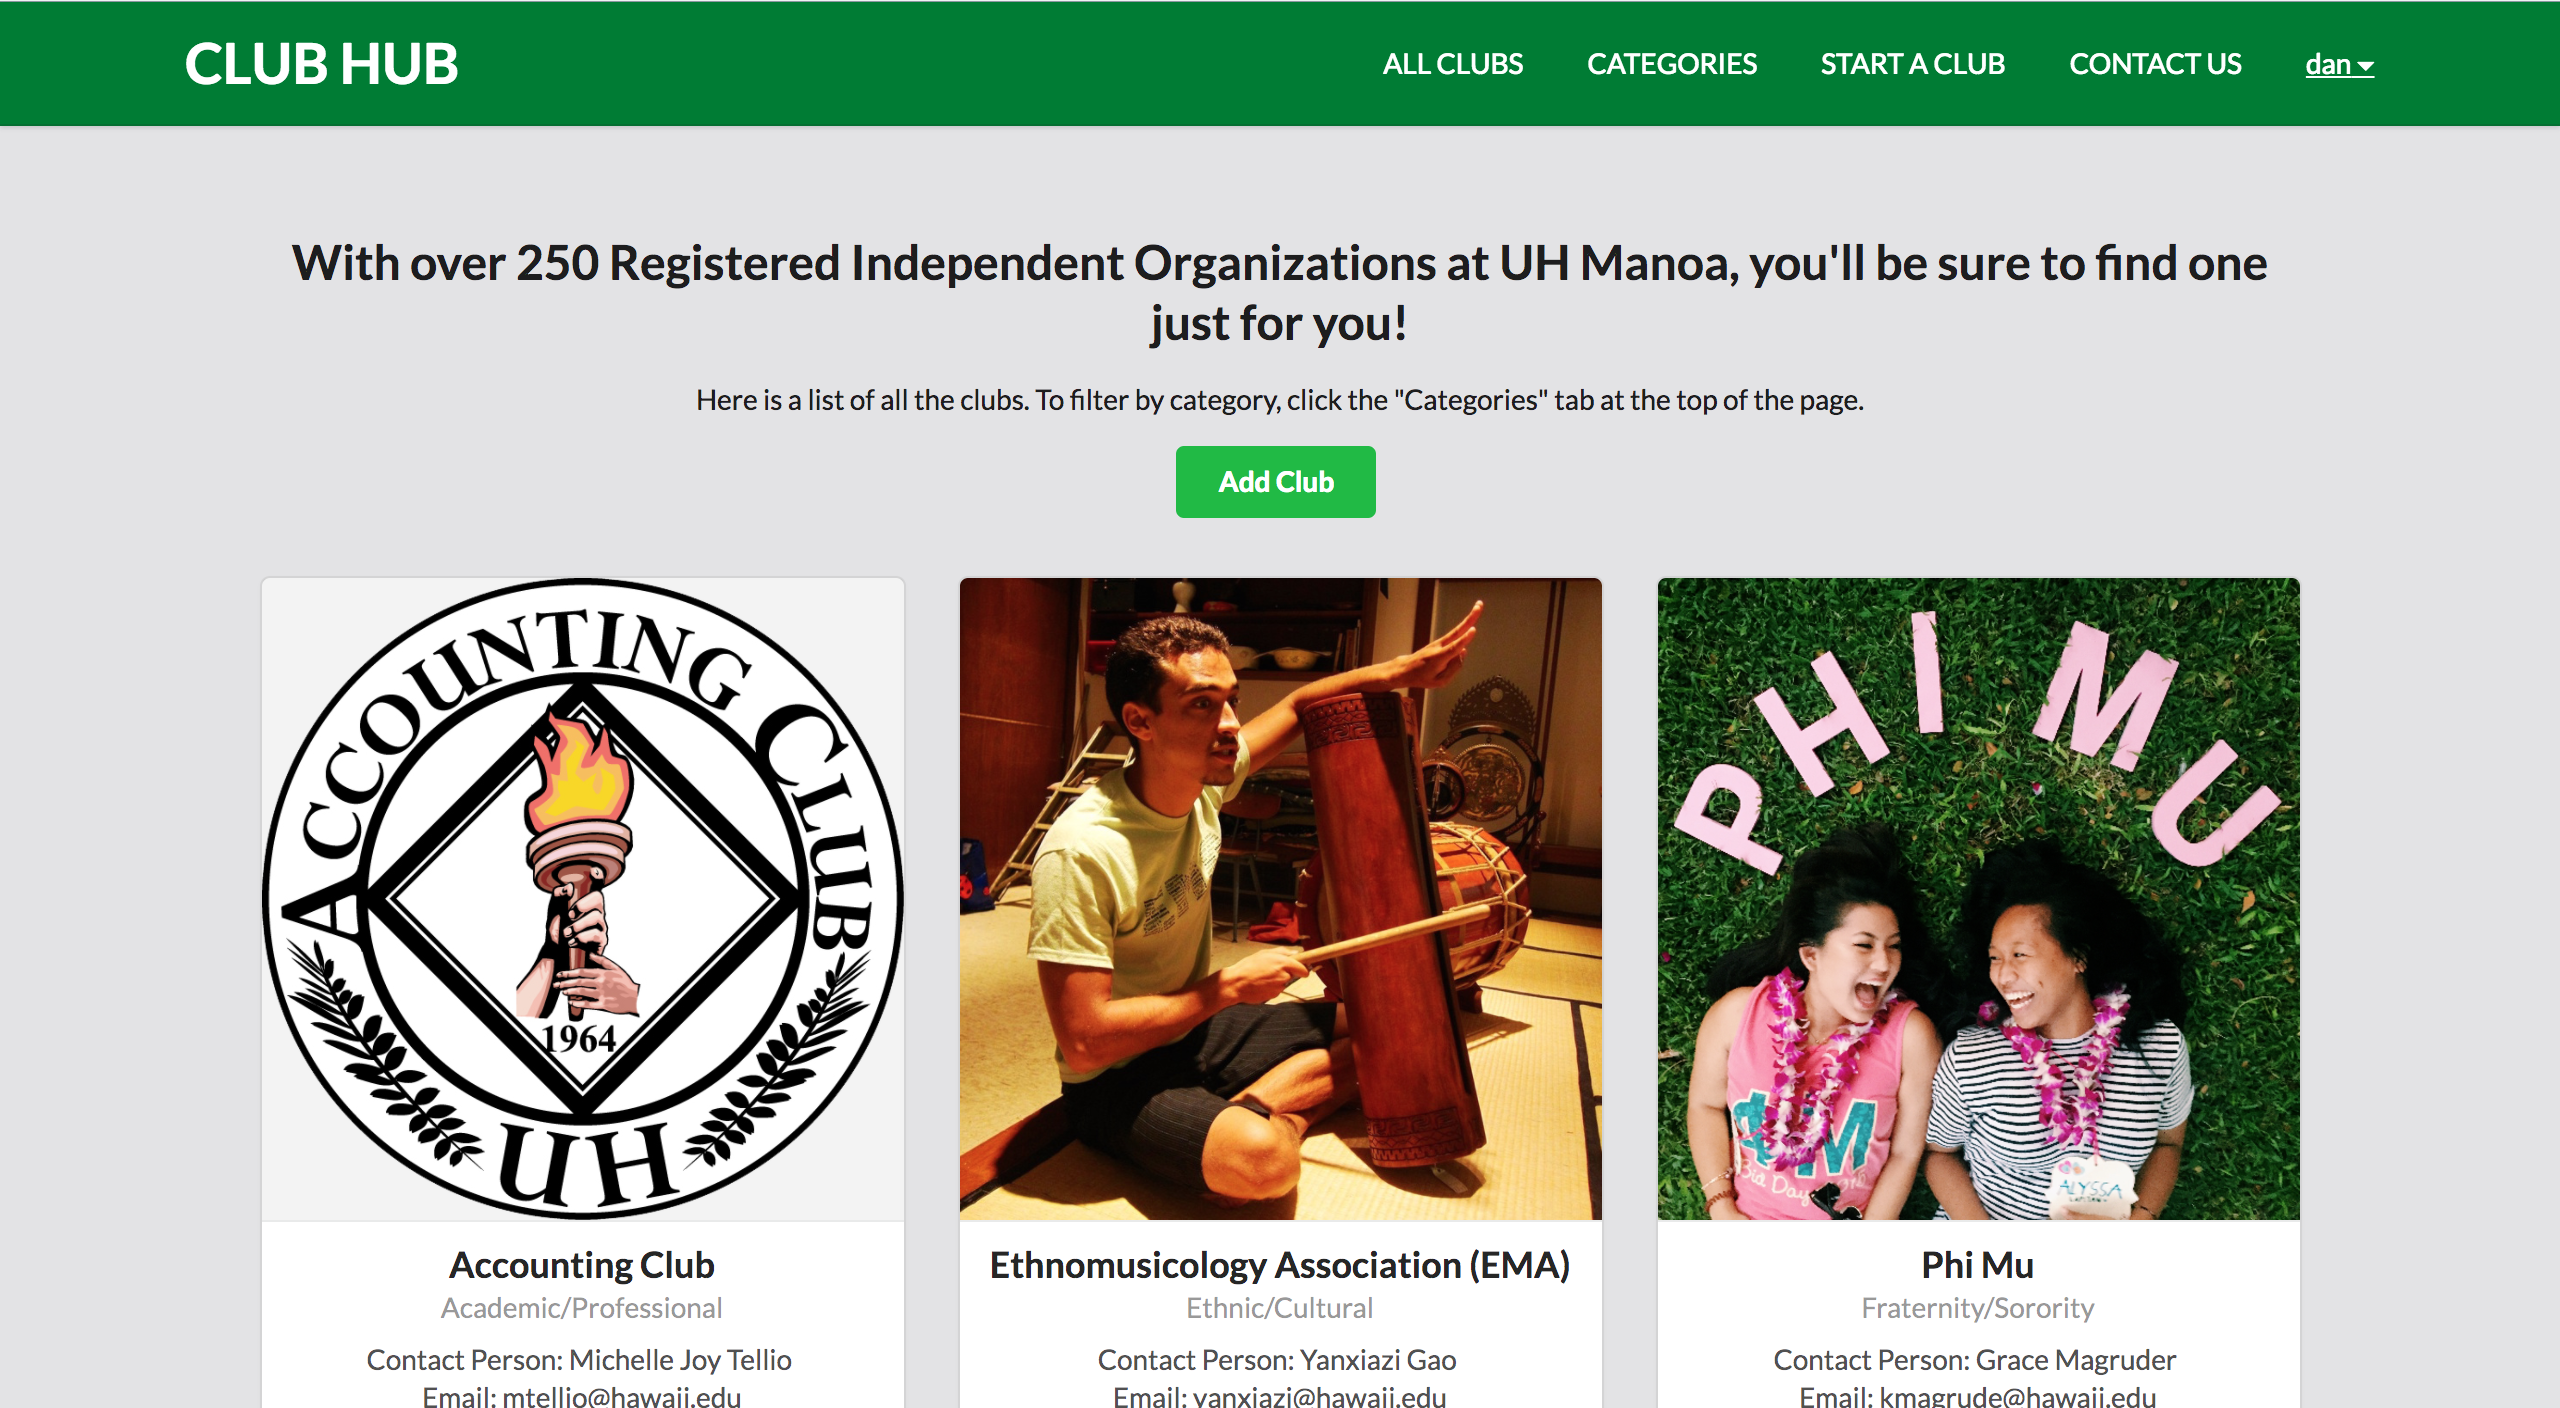 CLUB HUB
ALL CLUBS
CATEGORIES
START A CLUB
CONTACT US
dan
With over 250 Registered Independent Organizations at UH Manoa, you'll be sure to find one
just for you!
Here is a list of all the clubs. To filter by category, click the "Categories" tab at the top of the page.
Add Club
ACCOUNTING CLUB
1964
UH
PHI MU
ΦM
ALYSSA
Accounting Club
Academic/Professional
Contact Person: Michelle Joy Tellio
Email: mtellio@hawaii.edu
Ethnomusicology Association (EMA)
Ethnic/Cultural
Contact Person: Yanxiazi Gao
Email: yanxiazi@hawaii.edu
Phi Mu
Fraternity/Sorority
Contact Person: Grace Magruder
Email: kmagrude@hawaii.edu